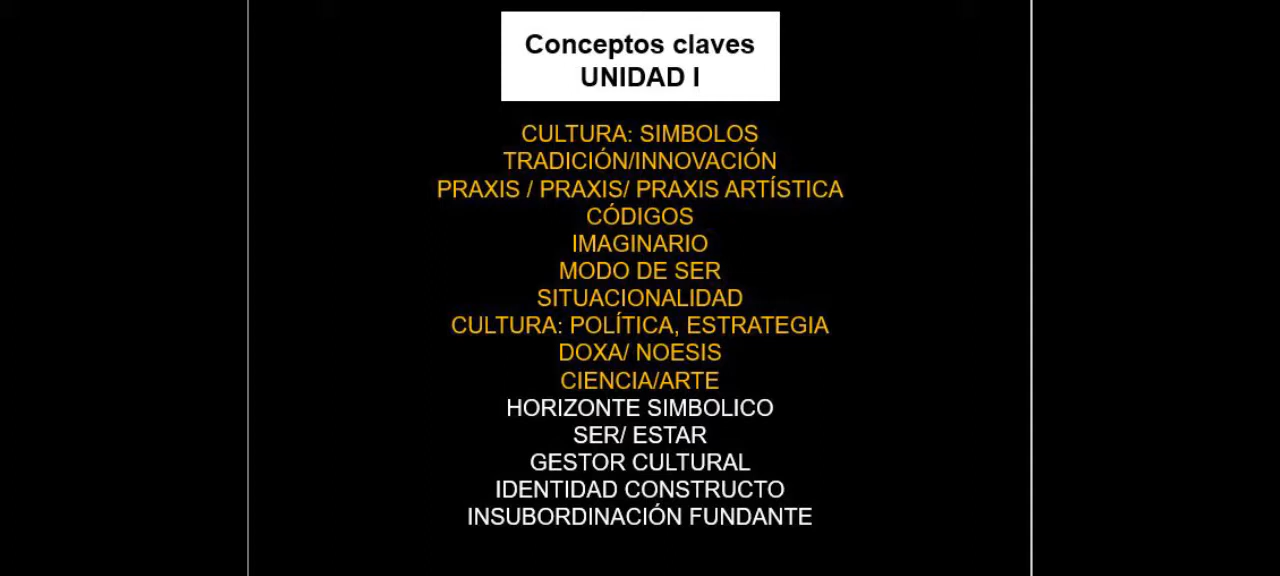 Conceptos claves
UNIDAD I
CULTURA: SIMBOLOS
TRADICIÓN/INNOVACIÓN
PRAXIS / PRAXIS/ PRAXIS ARTÍSTICA
CÓDIGOS
IMAGINARIO
MODO DE SER
SITUACIONALIDAD
CULTURA: POLÍTICA, ESTRATEGIA
DOXA/ NOESIS
CIENCIA/ARTE
HORIZONTE SIMBOLICO
SER/ ESTAR
GESTOR CULTURAL
IDENTIDAD CONSTRUCTO
INSUBORDINACIÓN FUNDANTE